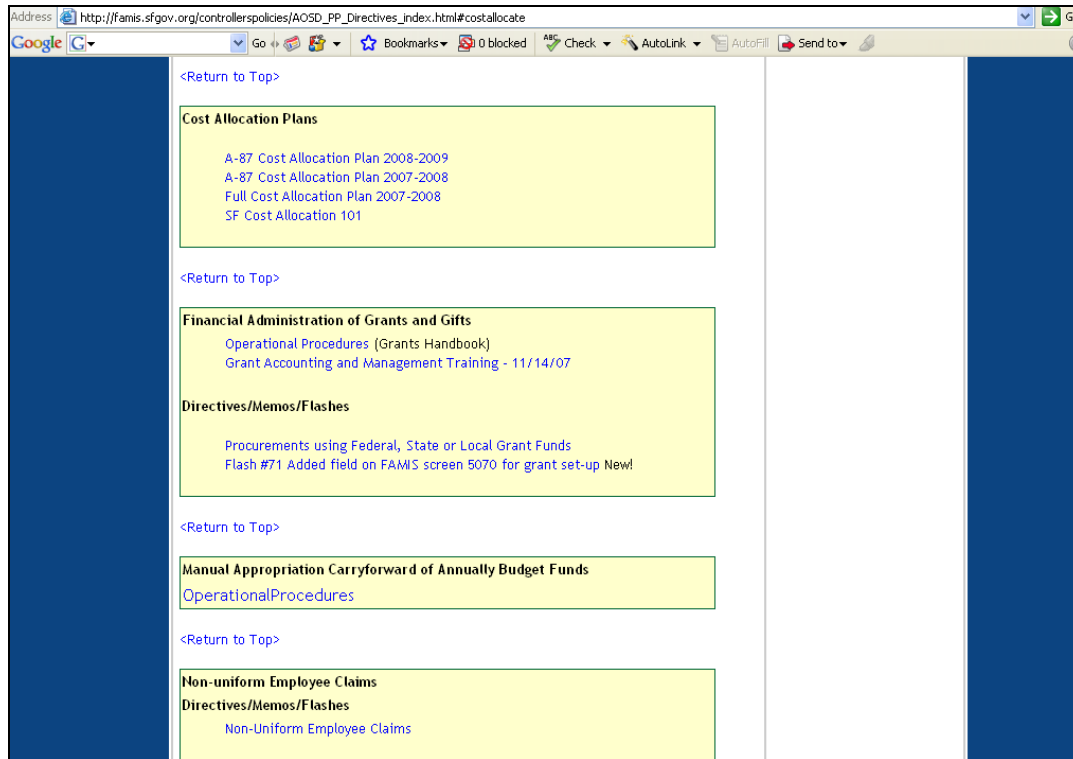 Address http://famis.sfgov.org/controllerspolicies/AOSD_PP_Directives_index.html#costallocate
Google G Go Bookmarks 0 blocked ABC Check AutoLink AutoFill Send to
<Return to Top>
Cost Allocation Plans
A-87 Cost Allocation Plan 2008-2009
A-87 Cost Allocation Plan 2007-2008
Full Cost Allocation Plan 2007-2008
SF Cost Allocation 101
<Return to Top>
Financial Administration of Grants and Gifts
Operational Procedures (Grants Handbook)
Grant Accounting and Management Training - 11/14/07
Directives/Memos/Flashes
Procurements using Federal, State or Local Grant Funds
Flash #71 Added field on FAMIS screen 5070 for grant set-up New!
<Return to Top>
Manual Appropriation Carryforward of Annually Budget Funds
OperationalProcedures
<Return to Top>
Non-uniform Employee Claims
Directives/Memos/Flashes
Non-Uniform Employee Claims